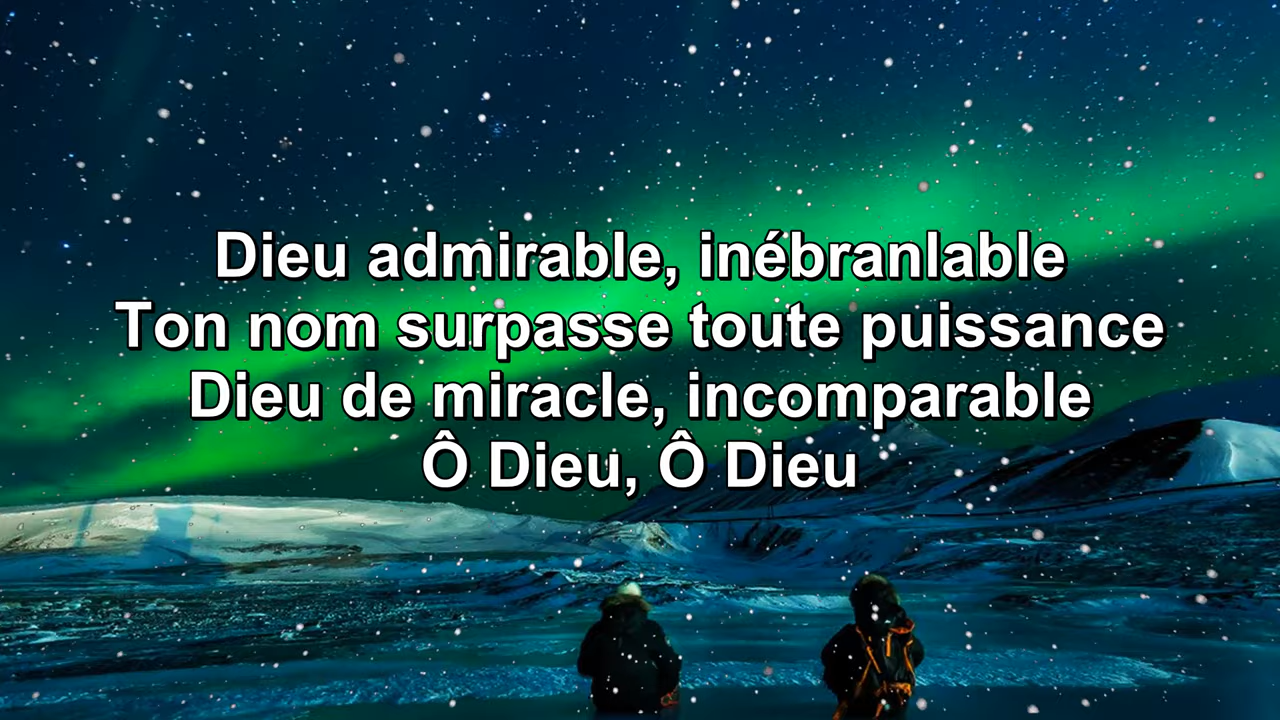 Dieu admirable, inébranlable
Ton nom surpasse toute puissance
Dieu de miracle, incomparable
Ô Dieu, Ô Dieu